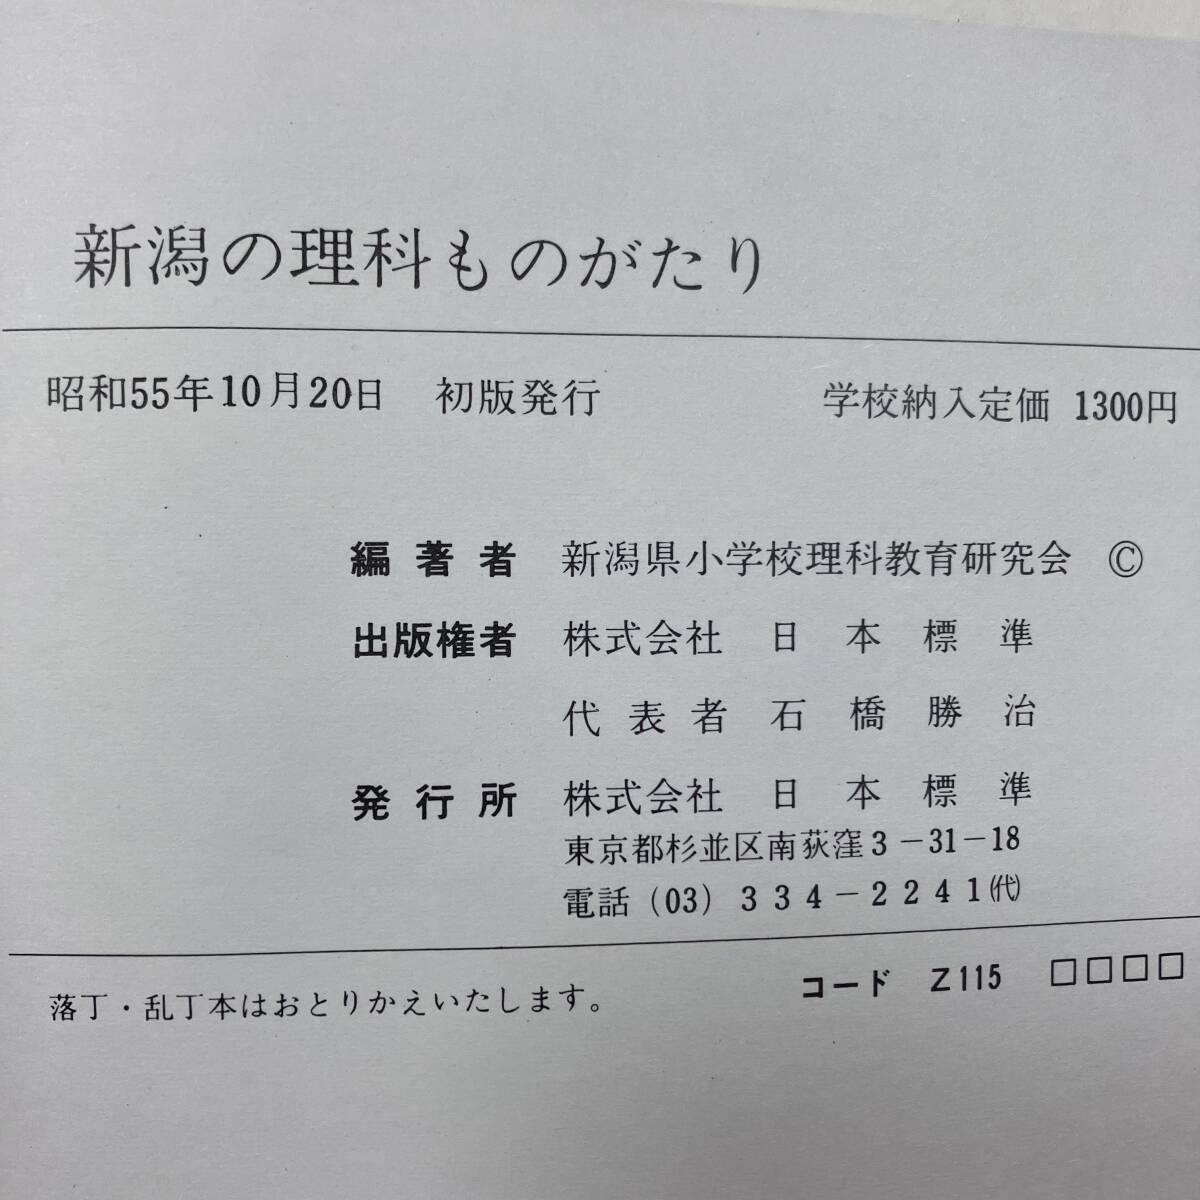 新潟の理科ものがたり
昭和55年10月20日　初版発行　学校納入定価 1300円
編著者　新潟県小学校理科教育研究会 ©
出版権者　株式会社 日本標準
代表者 石橋勝治
発行所　株式会社 日本標準
東京都杉並区南荻窪3－31－18
電話 (03) 334－2241㈹
落丁・乱丁本はおとりかえいたします。　コード Z115 □□□□